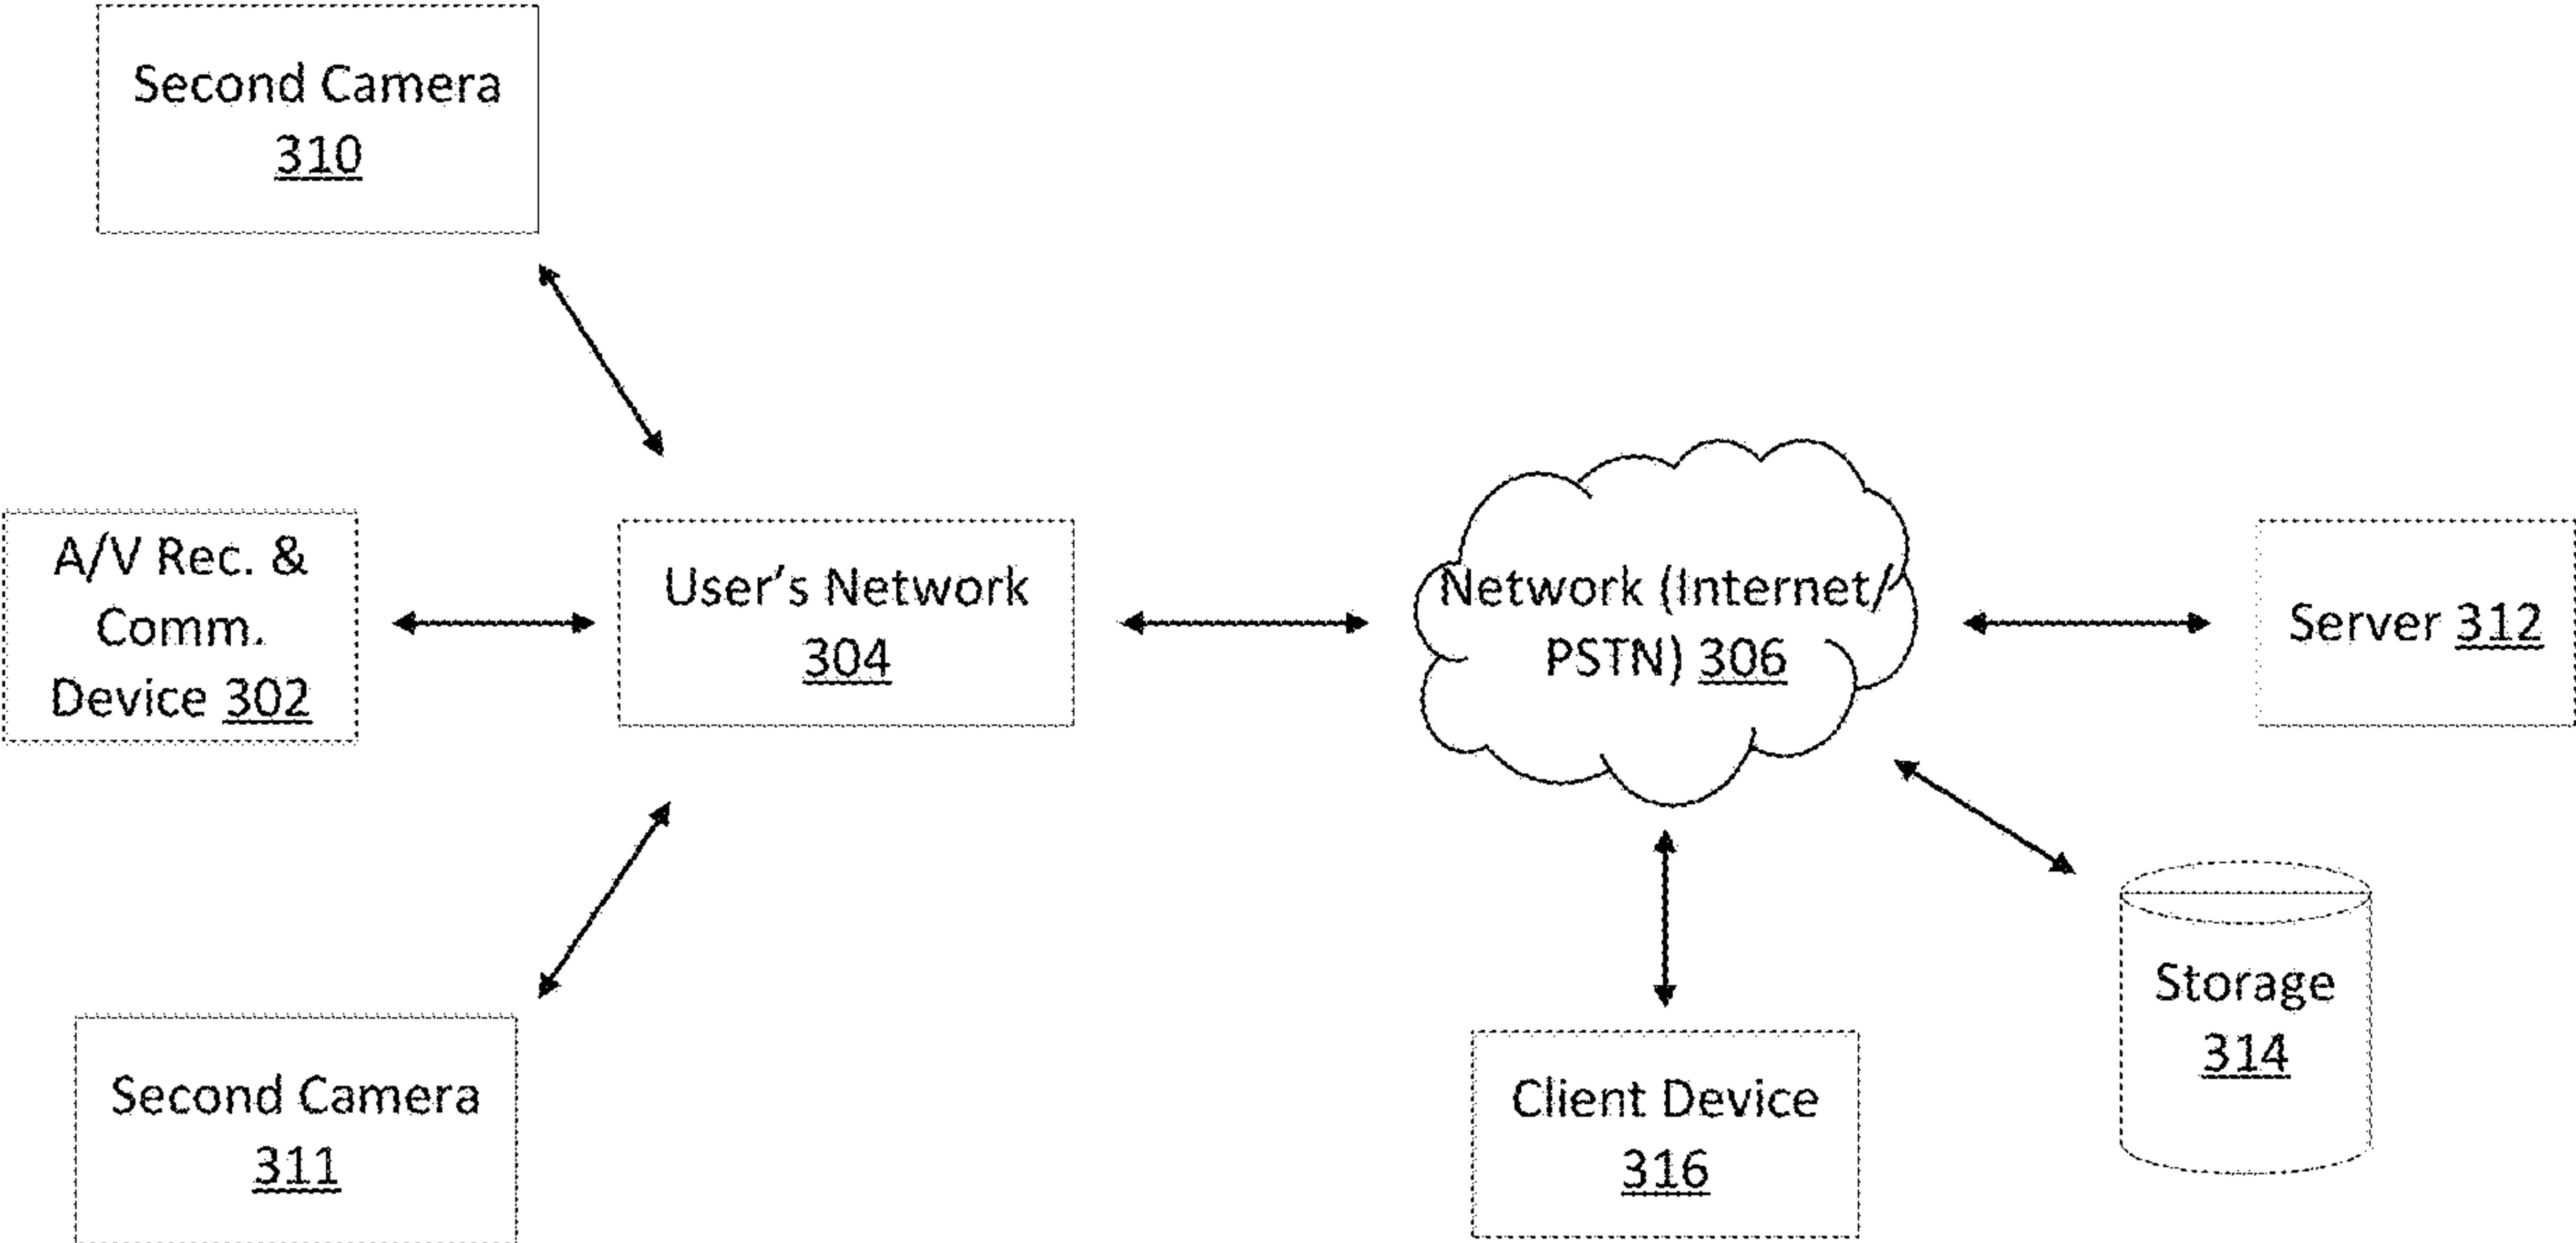 Second Camera
310
A/V Rec. &
Comm.
Device 302
User's Network
304
Network (Internet/
PSTN) 306
Server 312
Second Camera
311
Client Device
316
Storage
314